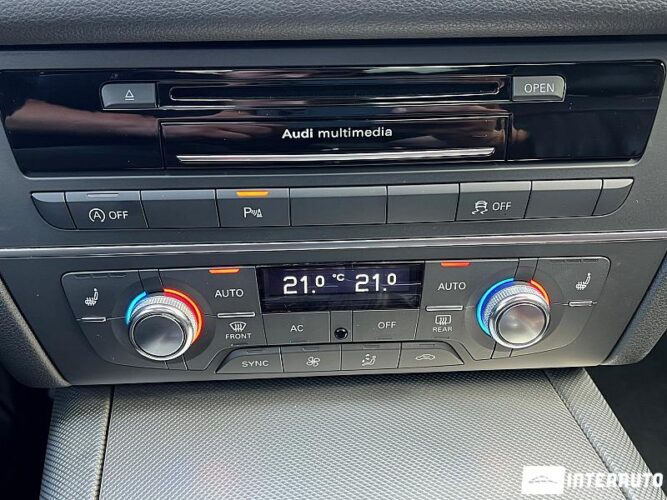 OPEN
Audi multimedia
A OFF
P
OFF
AUTO
21.0 °C 21.0
AUTO
FRONT
AC
OFF
REAR
SYNC
INTERAUTO